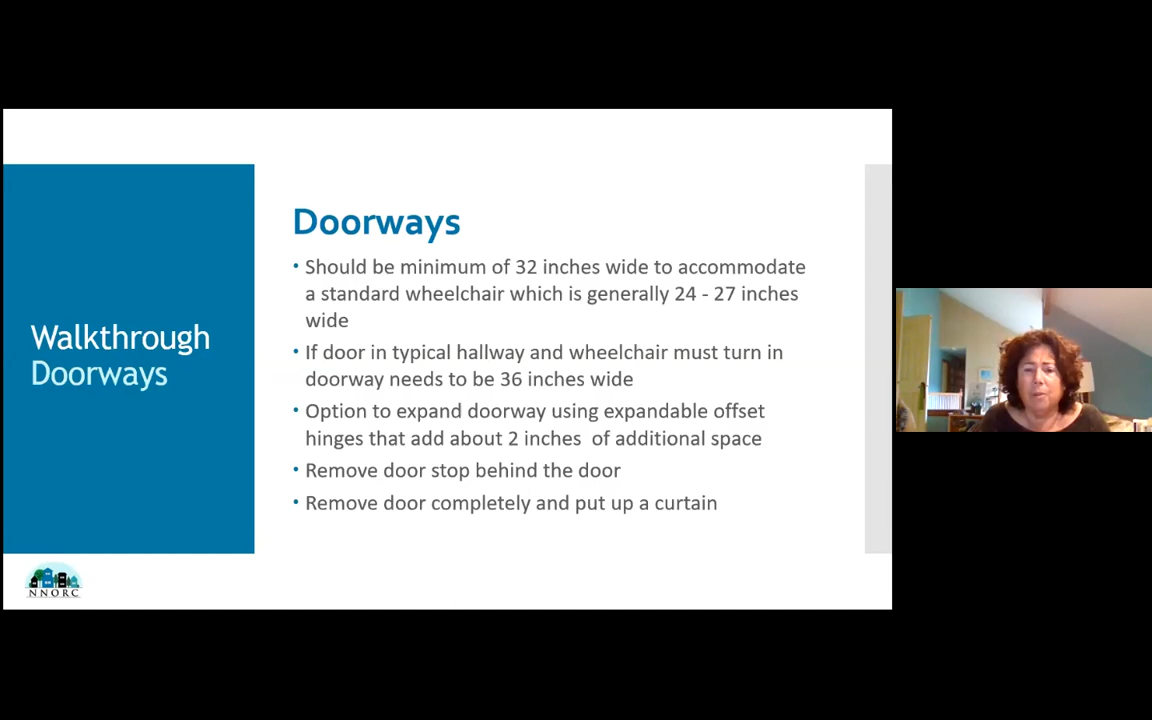 Walkthrough
Doorways
Doorways
• Should be minimum of 32 inches wide to accommodate
a standard wheelchair which is generally 24 - 27 inches
wide
• If door in typical hallway and wheelchair must turn in
doorway needs to be 36 inches wide
• Option to expand doorway using expandable offset
hinges that add about 2 inches  of additional space
• Remove door stop behind the door
• Remove door completely and put up a curtain
NNORC